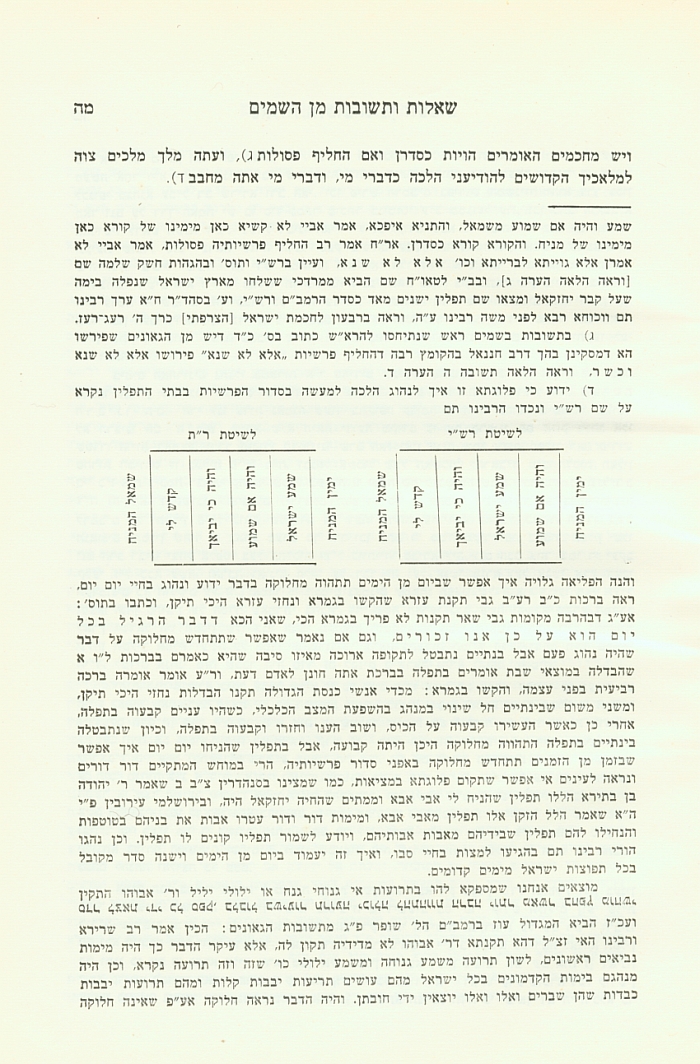 שאלות ותשובות מן השמים
מה
ויש מחכמים האומרים הויות כסדרן ואם החליף פסולות ג), ועתה מלך מלכים צוה
למלאכיך הקדושים להודיעני הלכה כדברי מי, ודברי מי אתה מחבב ד).
שמע והיה אם שמוע משמאל, והתניא איפכא, אמר אביי לא קשיא כאן מימינו של קורא כאן
מימינו של מניח. והקורא קורא כסדרן. אר״ח אמר רב החליף פרשיותיה פסולות, אמר אביי לא
אמרן אלא גוייתא לברייתא וכו׳ אלא לא שנא, ועיין ברש״י ותוס׳ ובהגהות חשק שלמה שם
[וראה הלאה הערה ג], ובב״י לטאו״ח שם הביא ממרדכי ששלחו מארץ ישראל שנפלה בימה
שעל קבר יחזקאל ומצאו שם תפלין ישנים מאד כסדר הרמב״ם ורש״י, וע׳ בסהד״ר ח״א ערך רבינו
תם ווכוחא רבא לפני משה רבינו ע״ה, וראה ברבעון לחכמת ישראל [הצרפתי] כרך ה׳ רעג־רעז.
ג) בתשובות בשמים ראש שנתיחסו להרא״ש כתוב בס׳ כ״ד דיש מן הגאונים שפירשו
הא דמסקינן בהך דרב חננאל בהקומץ רבה דהחליף פרשיות „אלא לא שנא״ פירושו אלא לא שנא
וכשר, וראה הלאה תשובה ה הערה ד.
ד) ידוע כי פלוגתא זו איך לנהוג הלכה למעשה בסדור הפרשיות בבתי התפלין נקרא
על שם רש״י ונכדו הרבינו תם
לשיטת רש״י
לשיטת ר״ת
ימין המניח
והיה אם שמוע
שמע ישראל
והיה כי יביאך
קדש לי
שמאל המניח
ימין המניח
שמע ישראל
והיה אם שמוע
והיה כי יביאך
קדש לי
שמאל המניח
והנה הפליאה גלויה איך אפשר שביום מן הימים תתהוה מחלוקה בדבר ידוע ונהוג בחיי יום יום,
ראה ברכות כ״ב רע״ב גבי תקנת עזרא שהקשו בגמרא ונחזי עזרא היכי תיקן, וכתבו בתוס׳:
אע״ג דבהרבה מקומות גבי שאר תקנות לא פריך בגמרא הכי, שאני הכא דדבר הרגיל בכל
יום הוא על כן אנו זכורים, וגם אם נאמר שאפשר שתתחדש מחלוקה על דבר
שהיה נהוג פעם אבל בנתיים נתבטל לתקופה ארוכה מאיזו סיבה שהיא כאמרם בברכות ל״ו א
שהבדלה במוצאי שבת אומרים בתפלה בברכת אתה חונן לאדם דעת, ור״ע אומר אומרה ברכה
רביעית בפני עצמה, והקשו בגמרא: מכדי אנשי כנסת הגדולה תקנו הבדלות נחזי היכי תיקן,
ומשני משום שבינתיים חל שינוי במנהג בהשפעת המצב הכלכלי, כשהיו עניים קבעוה בתפלה,
אחרי כן כאשר העשירו קבעוה על הכוס, ושוב הענו וחזרו וקבעוה בתפלה, וכיון שנתבטלה
בינתיים בתפלה התהווה מחלוקה היכן היתה קבועה, אבל בתפלין שהניחו יום יום איך אפשר
שבזמן מן הזמנים תתחדש מחלוקה באפני סדור פרשיותיה, הרי במוחש המתקיים דור דורים
ונראה לעינים אי אפשר שתקום פלוגתא במציאות, כמו שמצינו בסנהדרין צ״ב ב שאמר ר׳ יהודה
בן בתירא הללו תפלין שהניח לי אבי אבא וממתים שהחיה יחזקאל היה, ובירושלמי עירובין פ״י
ה״א שאמר הלל הזקן אלו תפלין מאבי אבא, ומימות דור ודור עטרו אבות את בניהם בטוטפות
והנחילו להם תפלין שבידיהם מאבות אבותיהם, ויודע לשמור תפליו קונים לו תפלין. וכן נהגו
הורי רבינו תם בהגיעו למצות בחיי סבו, ואיך זה יעמוד ביום מן הימים וישנה סדר מקובל
בכל תפוצות ישראל מימים קדומים.
מוצאים אנחנו שמספקא להו בתרועות אי גנוחי גנח או ילולי יליל ור׳ אבוהו התקין
ועכ״ז הביא המגדול עוז ברמב״ם הל׳ שופר פ״ג מתשובות הגאונים: הכין אמר רב שרירא
ורבינו האי זצ״ל דהא תקנתא דר׳ אבוהו לא מדידיה תקון לה, אלא עיקר הדבר כך היה מימות
נביאים ראשונים, לשון תרועה משמע גנוחה ומשמע ילולי כו׳ שזה וזה תרועה נקרא, וכן היה
מנהגם בימות הקדמונים בכל ישראל מהם עושים תריעות יבבות קלות ומהם תרועות יבבות
כבדות שהן שברים ואלו ואלו יוצאין ידי חובתן. והיה הדבר נראה חלוקה אע״פ שאינה חלוקה